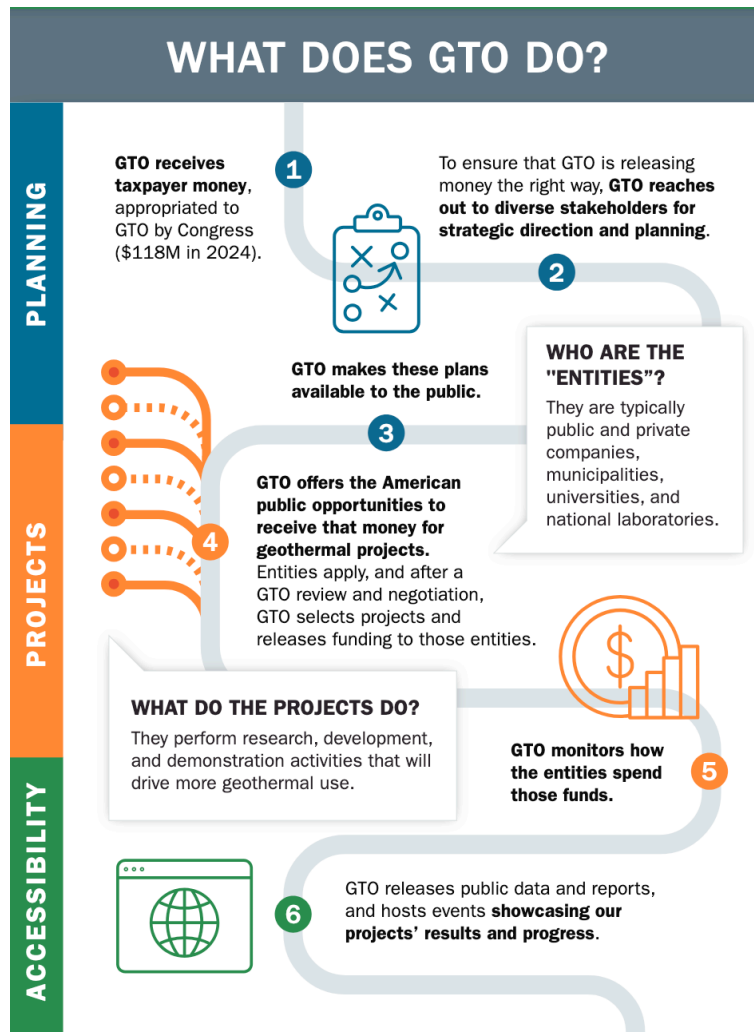 WHAT DOES GTO DO?
PLANNING
GTO receives
taxpayer money,
appropriated to
GTO by Congress
($118M in 2024).
1
To ensure that GTO is releasing
money the right way, GTO reaches
out to diverse stakeholders for
strategic direction and planning.
2
GTO makes these plans
available to the public.
3
WHO ARE THE
"ENTITIES”?
They are typically
public and private
companies,
municipalities,
universities, and
national laboratories.
PROJECTS
4
GTO offers the American
public opportunities to
receive that money for
geothermal projects.
Entities apply, and after a
GTO review and negotiation,
GTO selects projects and
releases funding to those entities.
WHAT DO THE PROJECTS DO?
They perform research, development,
and demonstration activities that will
drive more geothermal use.
$
GTO monitors how
the entities spend
those funds.
5
ACCESSIBILITY
6
GTO releases public data and reports,
and hosts events showcasing our
projects’ results and progress.